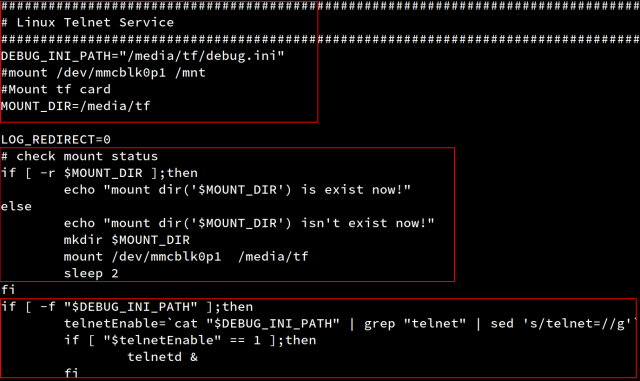 ################################################################################
# Linux Telnet Service
################################################################################
DEBUG_INI_PATH="/media/tf/debug.ini"
#mount /dev/mmcblk0p1 /mnt
#Mount tf card
MOUNT_DIR=/media/tf
LOG_REDIRECT=0
# check mount status
if [ -r $MOUNT_DIR ];then
echo "mount dir('$MOUNT_DIR') is exist now!"
else
echo "mount dir('$MOUNT_DIR') isn't exist now!"
mkdir $MOUNT_DIR
mount /dev/mmcblk0p1  /media/tf
sleep 2
fi
if [ -f "$DEBUG_INI_PATH" ];then
telnetEnable=`cat "$DEBUG_INI_PATH" | grep "telnet" | sed 's/telnet=//g'`
if [ "$telnetEnable" == 1 ];then
telnetd &
fi